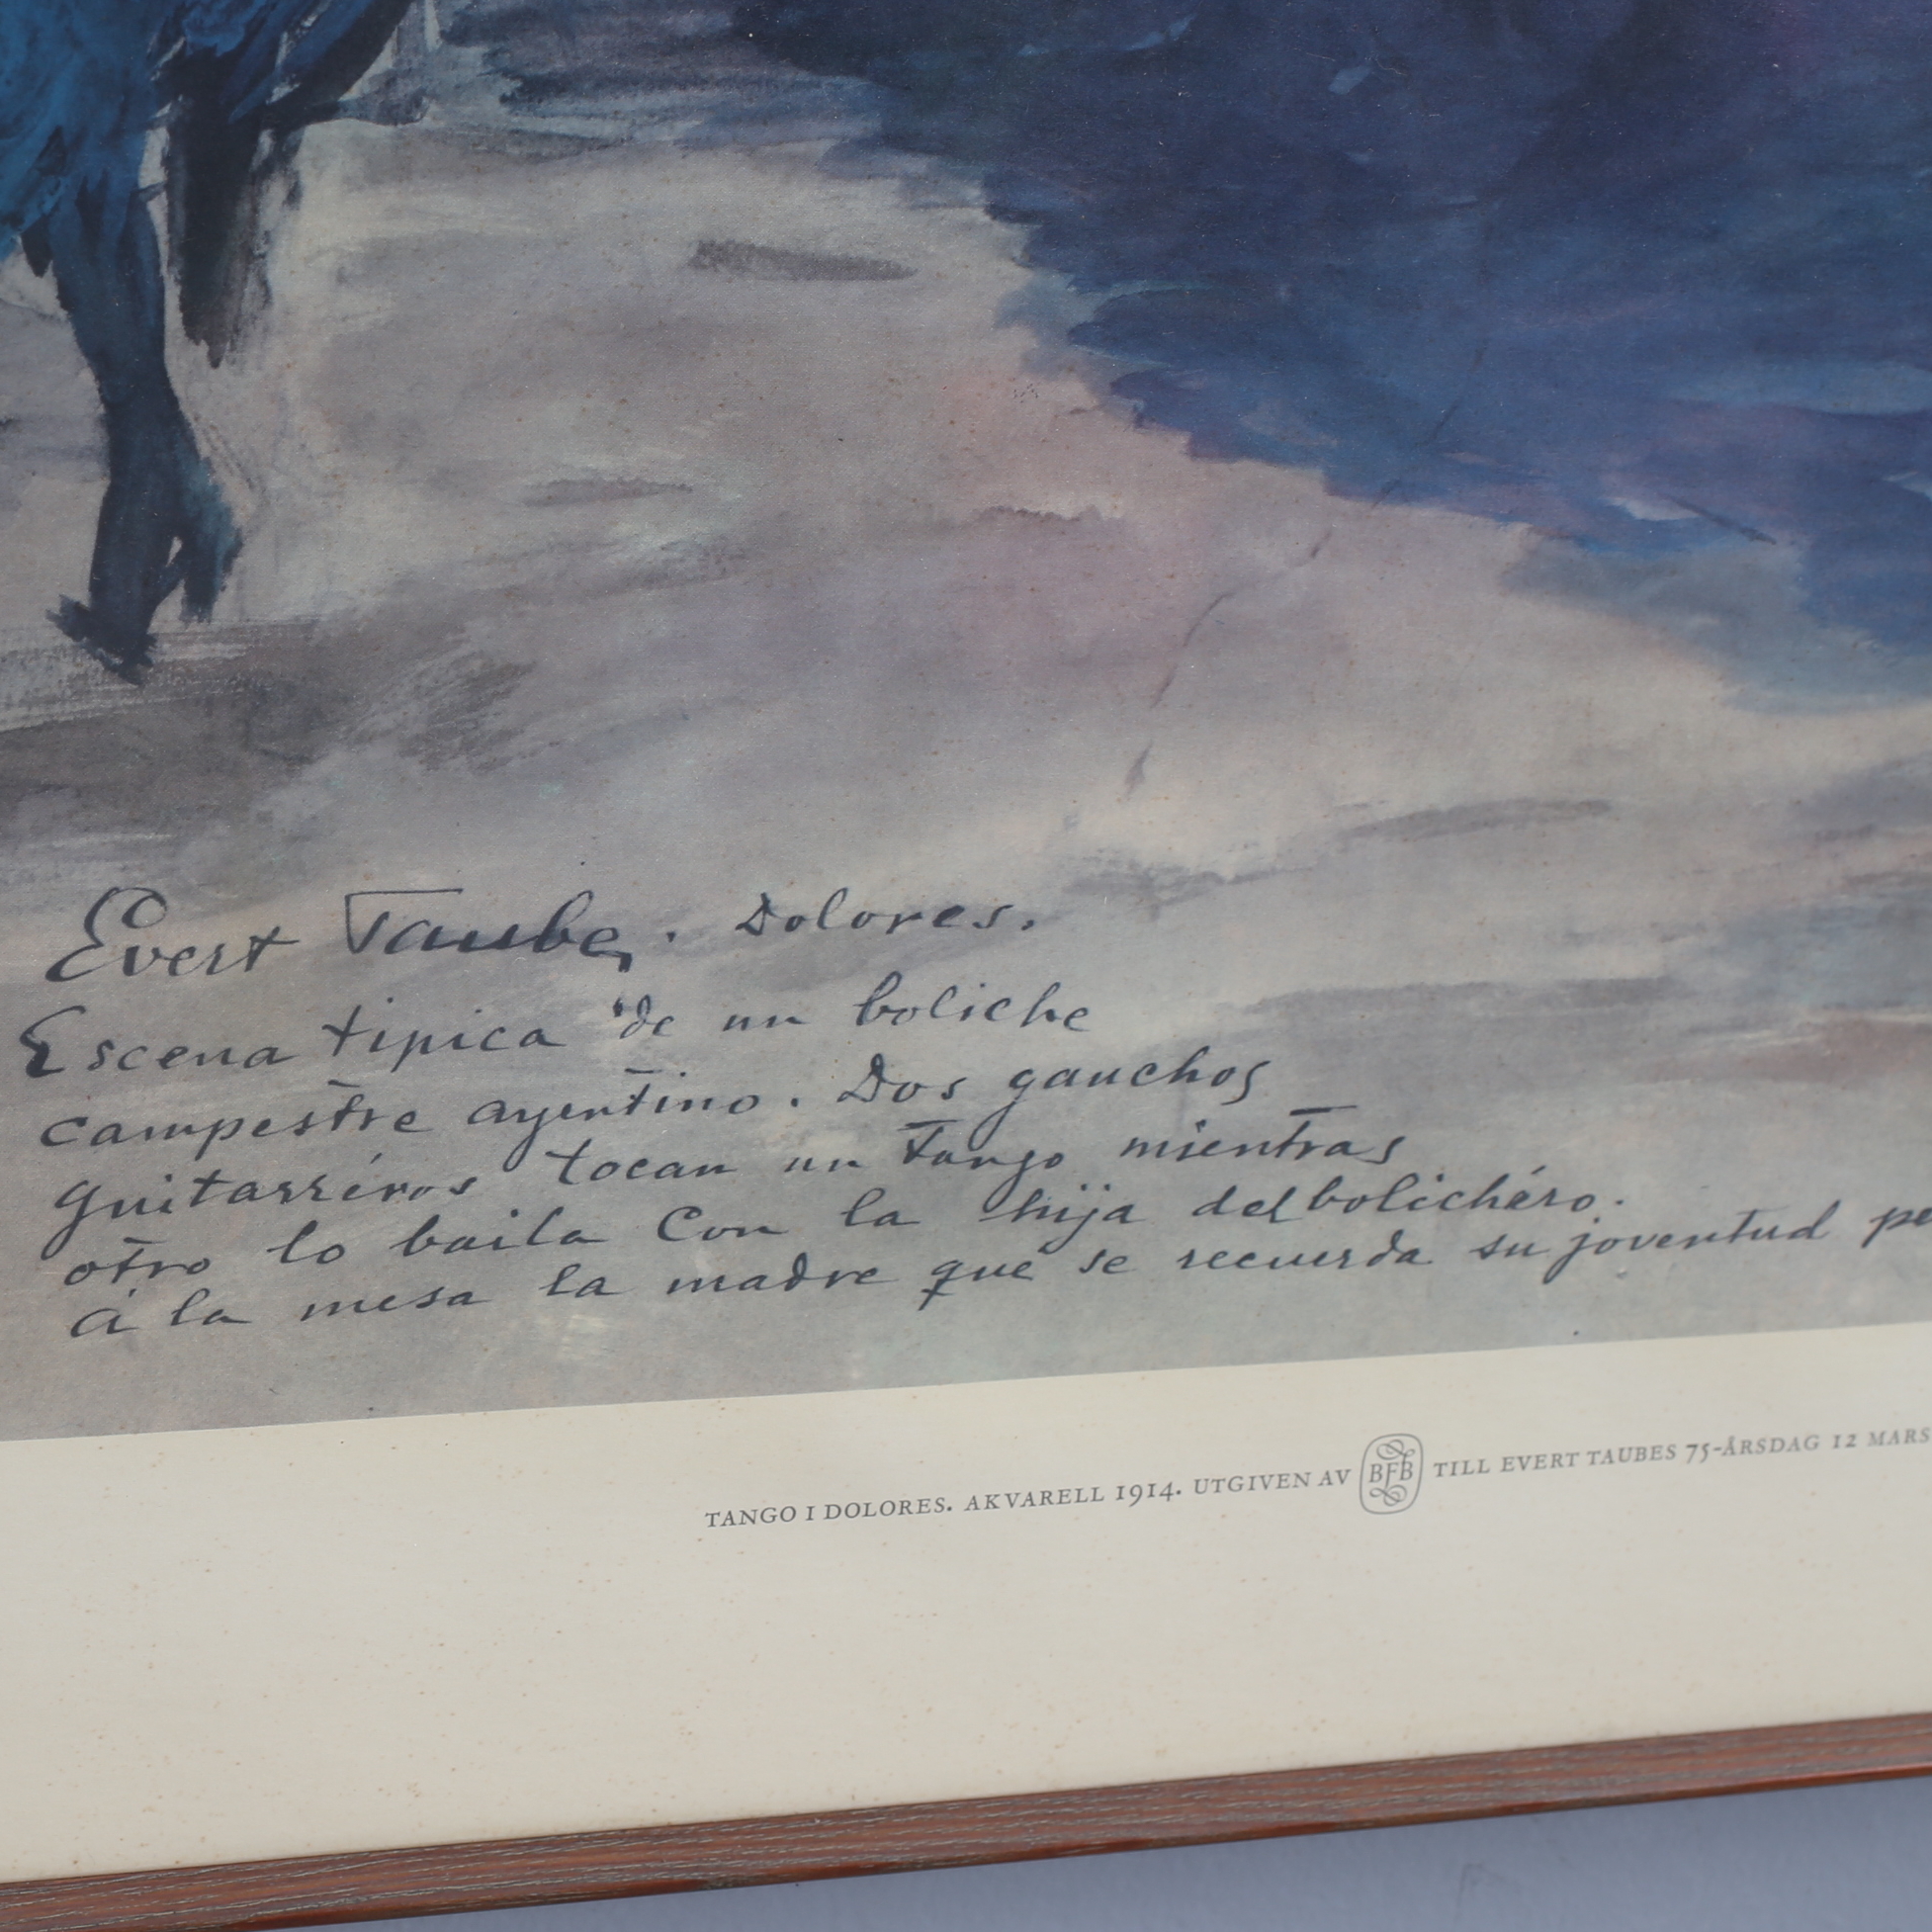 Evert Taube. Dolores.
Escena tipica de un boliche
campestre argentino. Dos gauchos
guitarréros tocan un Tango mientras
otro lo baila con la hija del bolichéro.
á la mesa la madre que se recuerda su joventud
TANGO I DOLORES. AKVARELL 1914. UTGIVEN AV BFB TILL EVERT TAUBES 75-ÅRSDAG 12 MARS